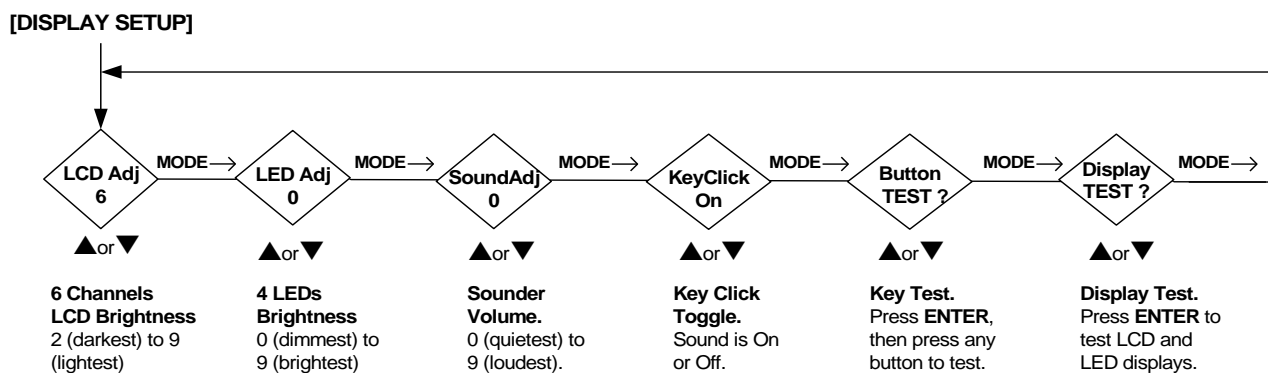 [DISPLAY SETUP]
LCD Adj
6
MODE→
LED Adj
0
MODE→
SoundAdj
0
MODE→
KeyClick
On
MODE→
Button
TEST ?
MODE→
Display
TEST ?
MODE→
▲or▼
▲or▼
▲or▼
▲or▼
▲or▼
▲or▼
6 Channels
LCD Brightness
2 (darkest) to 9
(lightest)
4 LEDs
Brightness
0 (dimmest) to
9 (brightest)
Sounder
Volume.
0 (quietest) to
9 (loudest).
Key Click
Toggle.
Sound is On
or Off.
Key Test.
Press ENTER,
then press any
button to test.
Display Test.
Press ENTER to
test LCD and
LED displays.